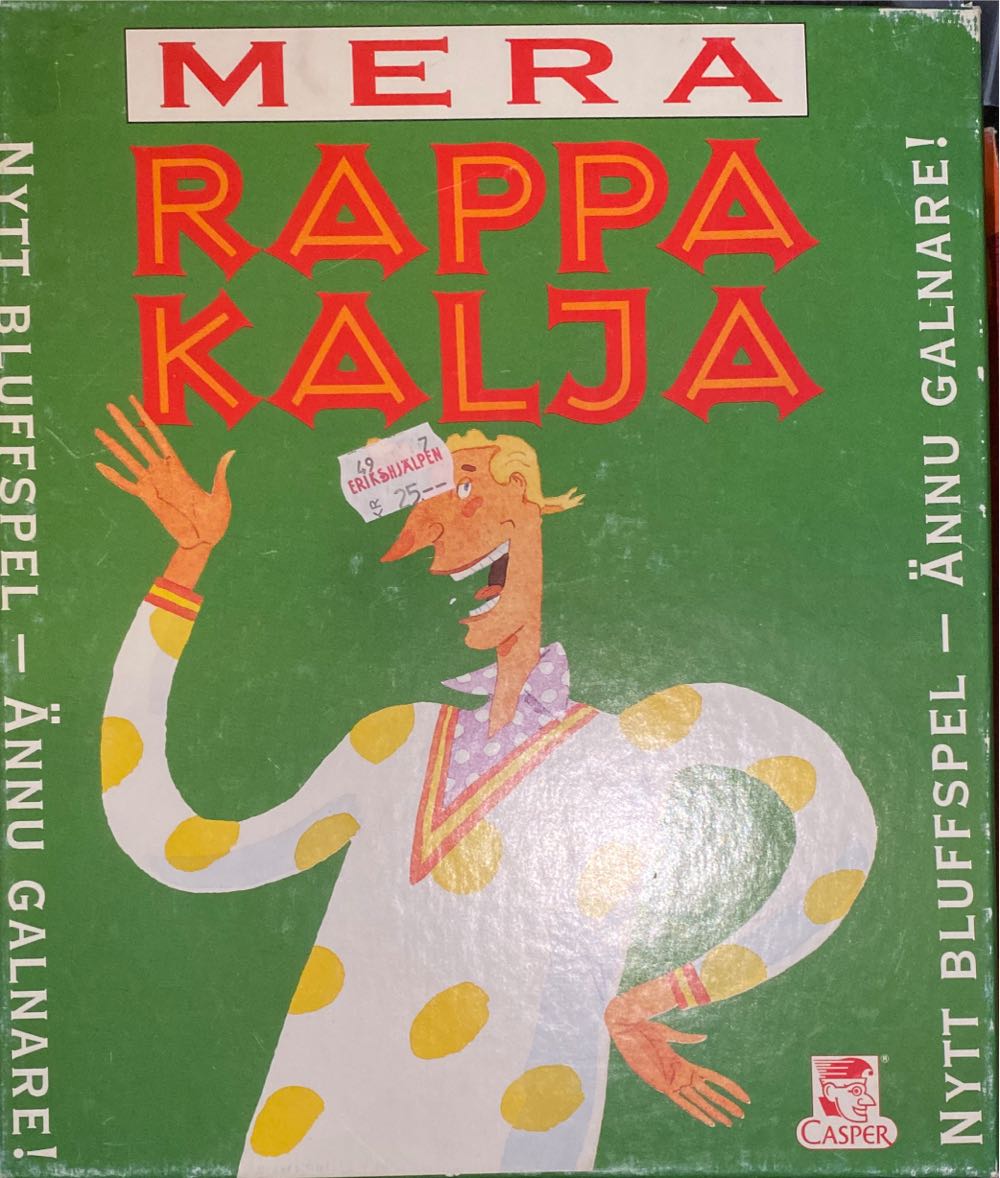 MERA
RAPPA
KALJA
NYTT BLUFFSPEL – ÄNNU GALNARE!
NYTT BLUFFSPEL – ÄNNU GALNARE!
49 7
ERIKSHJÄLPEN
KR 25--
CASPER®